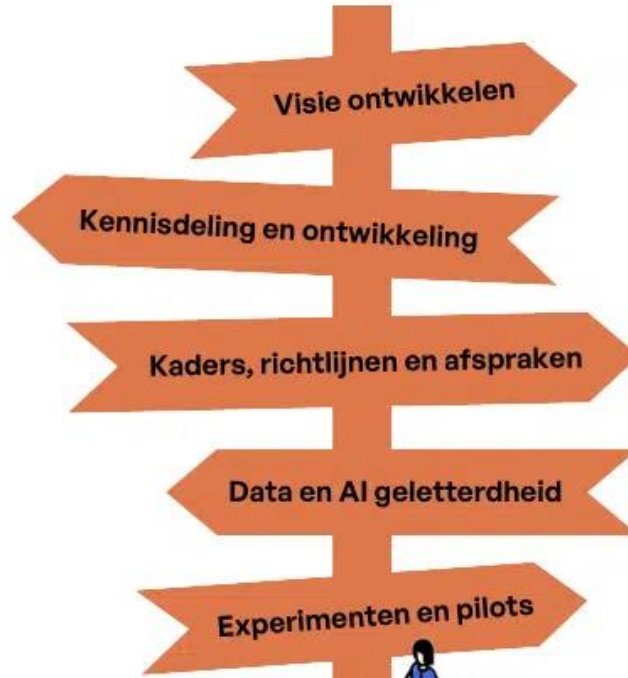 Visie ontwikkelen
Kennisdeling en ontwikkeling
Kaders, richtlijnen en afspraken
Data en AI geletterdheid
Experimenten en pilots